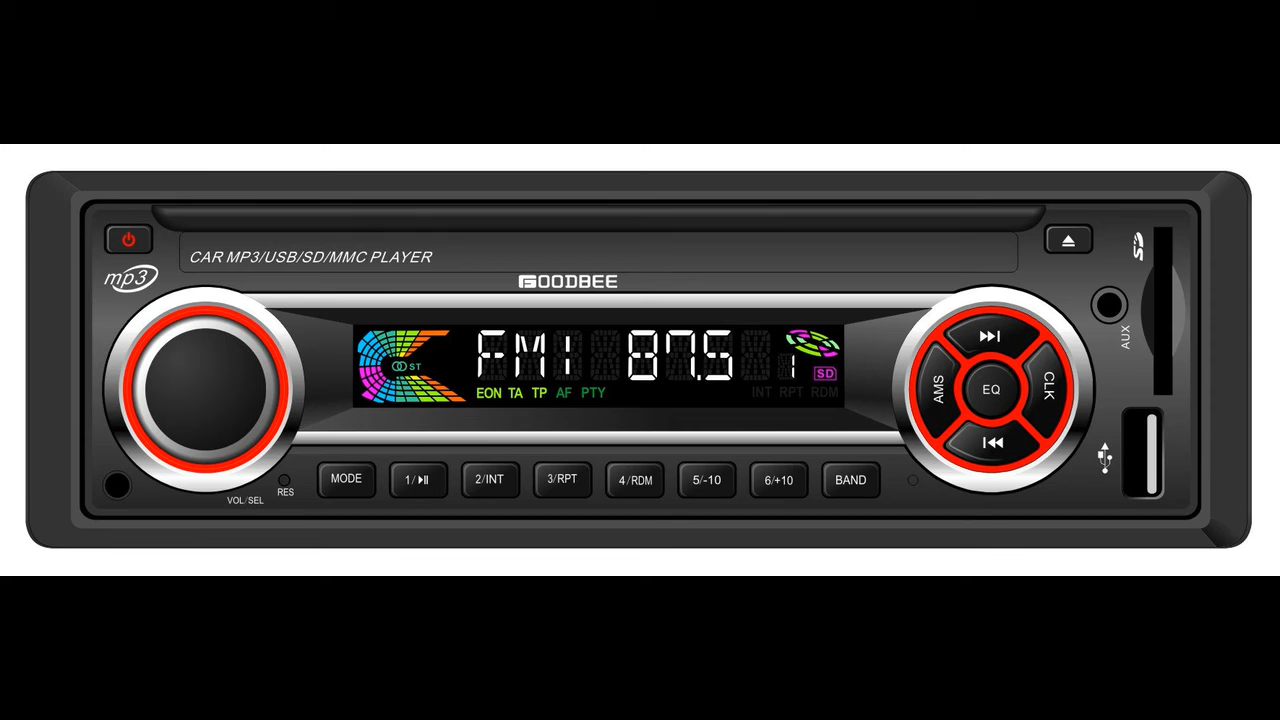 CAR MP3/USB/SD/MMC PLAYER
mp3
GOODBEE
SD
AUX
FM1 87.5 1
ST
SD
EON TA TP AF PTY INT RPT RDM
AMS
EQ
CLK
VOL/SEL
RES
MODE
1/
2/INT
3/RPT
4/RDM
5/-10
6/+10
BAND